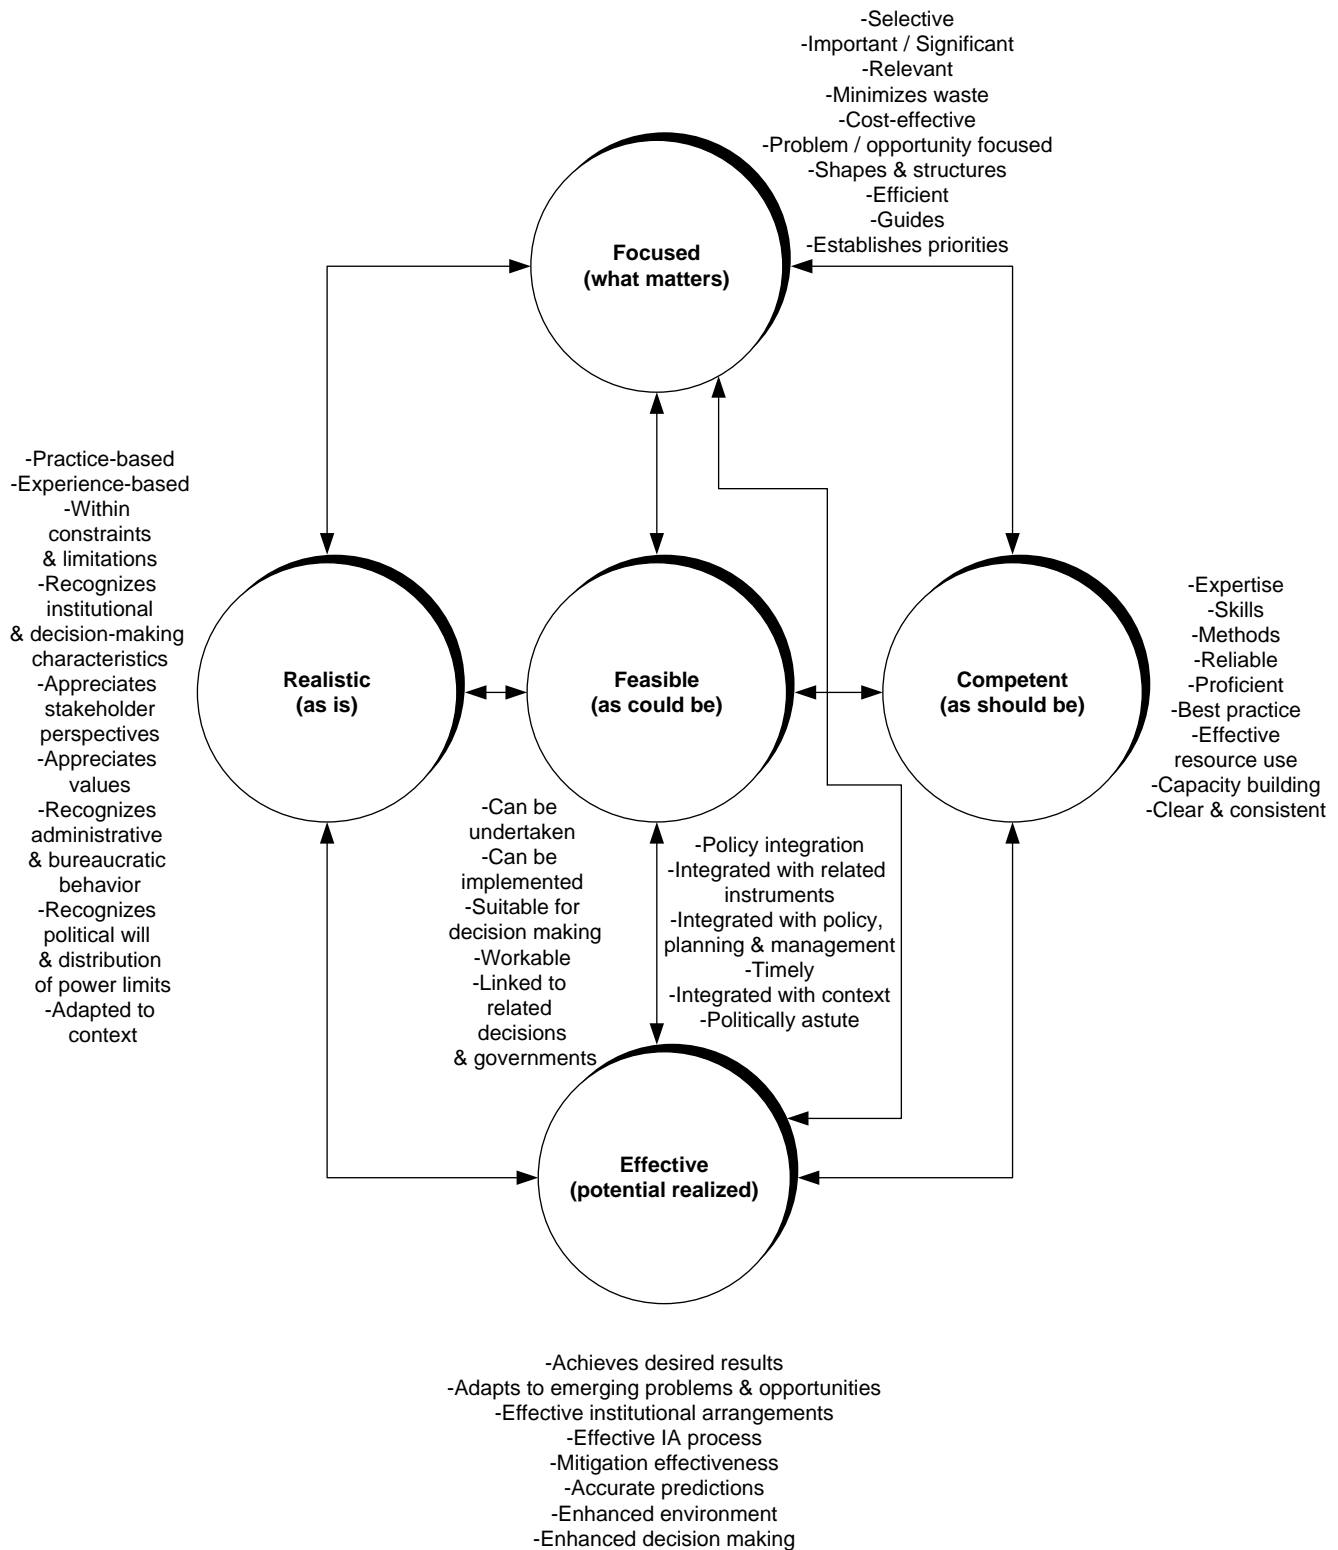 -Selective
-Important / Significant
-Relevant
-Minimizes waste
-Cost-effective
-Problem / opportunity focused
-Shapes & structures
-Efficient
-Guides
-Establishes priorities
Focused
(what matters)
-Practice-based
-Experience-based
-Within
constraints
& limitations
-Recognizes
institutional
& decision-making
characteristics
-Appreciates
stakeholder
perspectives
-Appreciates
values
-Recognizes
administrative
& bureaucratic
behavior
-Recognizes
political will
& distribution
of power limits
-Adapted to
context
Realistic
(as is)
Feasible
(as could be)
Competent
(as should be)
-Expertise
-Skills
-Methods
-Reliable
-Proficient
-Best practice
-Effective
resource use
-Capacity building
-Clear & consistent
-Can be
undertaken
-Can be
implemented
-Suitable for
decision making
-Workable
-Linked to
related
decisions
& governments
-Policy integration
-Integrated with related
instruments
-Integrated with policy,
planning & management
-Timely
-Integrated with context
-Politically astute
Effective
(potential realized)
-Achieves desired results
-Adapts to emerging problems & opportunities
-Effective institutional arrangements
-Effective IA process
-Mitigation effectiveness
-Accurate predictions
-Enhanced environment
-Enhanced decision making